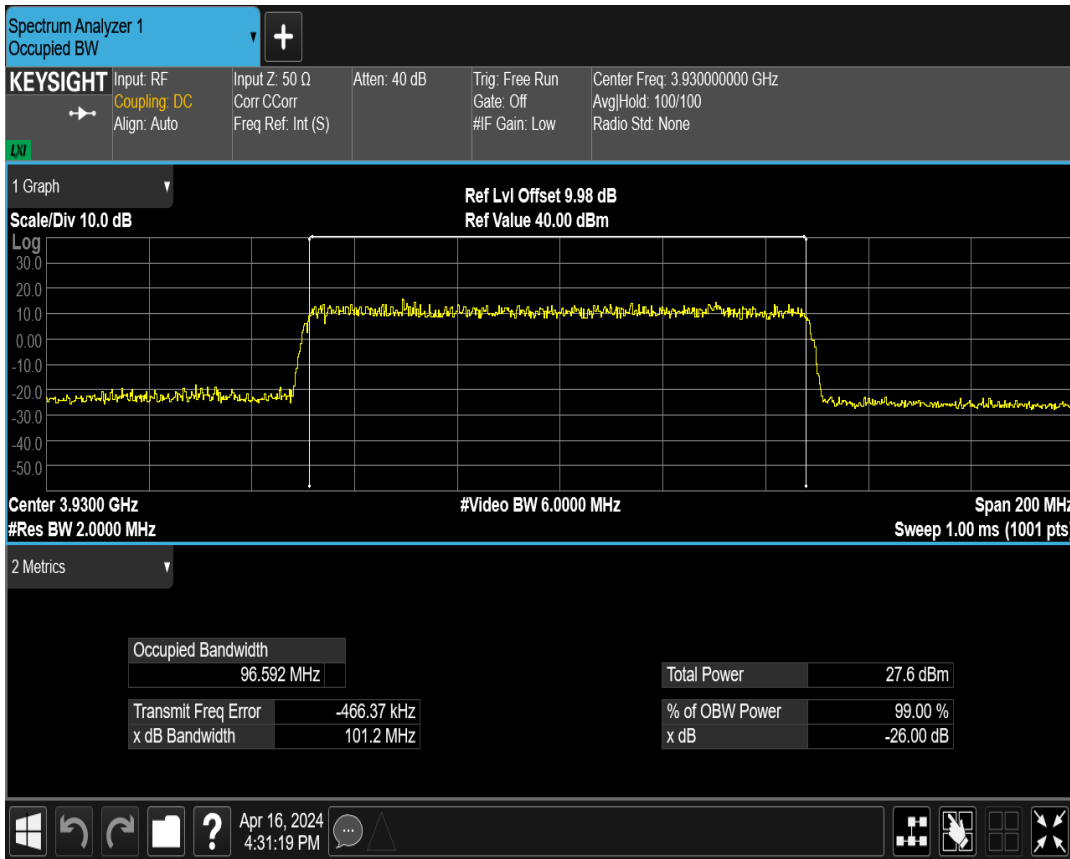 Spectrum Analyzer 1
Occupied BW
+
KEYSIGHT
LXI
Input: RF
Coupling: DC
Align: Auto
Input Z: 50 Ω
Corr CCorr
Freq Ref: Int (S)
Atten: 40 dB
Trig: Free Run
Gate: Off
#IF Gain: Low
Center Freq: 3.930000000 GHz
Avg|Hold: 100/100
Radio Std: None
1 Graph
Scale/Div 10.0 dB
Ref Lvl Offset 9.98 dB
Ref Value 40.00 dBm
Log
30.0
20.0
10.0
0.00
-10.0
-20.0
-30.0
-40.0
-50.0
Center 3.9300 GHz
#Video BW 6.0000 MHz
Span 200 MHz
#Res BW 2.0000 MHz
Sweep 1.00 ms (1001 pts)
2 Metrics
Occupied Bandwidth
96.592 MHz
Transmit Freq Error -466.37 kHz
x dB Bandwidth 101.2 MHz
Total Power 27.6 dBm
% of OBW Power 99.00 %
x dB -26.00 dB
?
Apr 16, 2024
4:31:19 PM